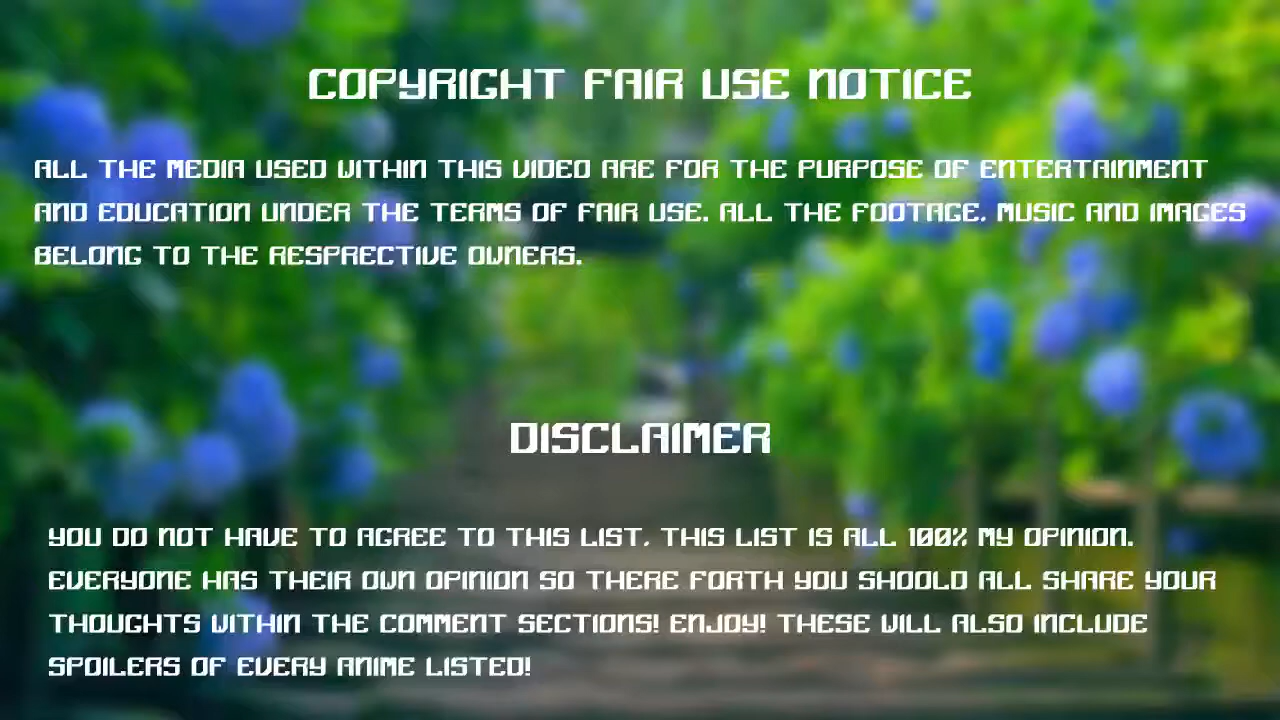 COPYRIGHT FAIR USE NOTICE
ALL THE MEDIA USED WITHIN THIS VIDEO ARE FOR THE PURPOSE OF ENTERTAINMENT
AND EDUCATION UNDER THE TERMS OF FAIR USE. ALL THE FOOTAGE, MUSIC AND IMAGES
BELONG TO THE RESPRECTIVE OWNERS.
DISCLAIMER
YOU DO NOT HAVE TO AGREE TO THIS LIST, THIS LIST IS ALL 100% MY OPINION.
EVERYONE HAS THEIR OWN OPINION SO THERE FORTH YOU SHOOLD ALL SHARE YOUR
THOUGHTS WITHIN THE COMMENT SECTIONS! ENJOY! THESE WILL ALSO INCLUDE
SPOILERS OF EVERY ANIME LISTED!